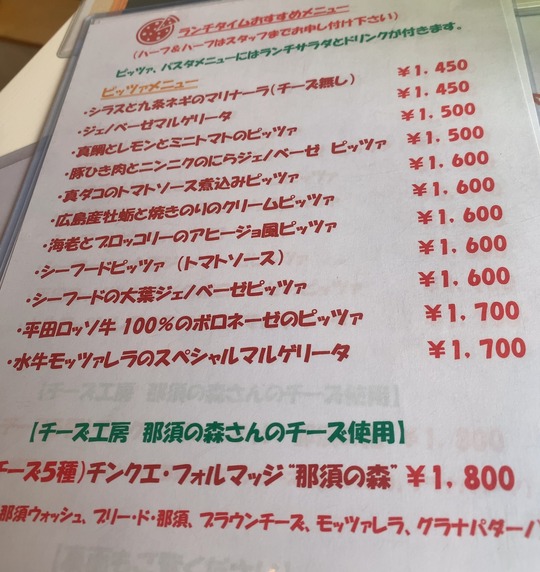 ランチタイムおすすめメニュー
(ハーフ&ハーフはスタッフまでお申し付け下さい)
ピッツァ、パスタメニューにはランチサラダとドリンクが付きます。
ピッツァメニュー
・シラスと九条ネギのマリナーラ(チーズ無し) ¥1,450
・ジェノベーゼマルゲリータ ¥1,450
・真鯛とレモンとミニトマトのピッツァ ¥1,500
・豚ひき肉とニンニクのにらジェノベーゼ ピッツァ ¥1,500
・真ダコのトマトソース煮込みピッツァ ¥1,600
・広島産牡蛎と焼きのりのクリームピッツァ ¥1,600
・海老とブロッコリーのアヒージョ風ピッツァ ¥1,600
・シーフードピッツァ (トマトソース) ¥1,600
・シーフードの大葉ジェノベーゼピッツァ ¥1,600
・平田ロッソ牛 100%のボロネーゼのピッツァ ¥1,700
・水牛モッツァレラのスペシャルマルゲリータ ¥1,700
【チーズ工房 那須の森さんのチーズ使用】
チーズ5種)チンクエ・フォルマッジ "那須の森" ¥1,800
那須ウォッシュ、ブリー・ド・那須、ブラウンチーズ、モッツァレラ、グラナパダー